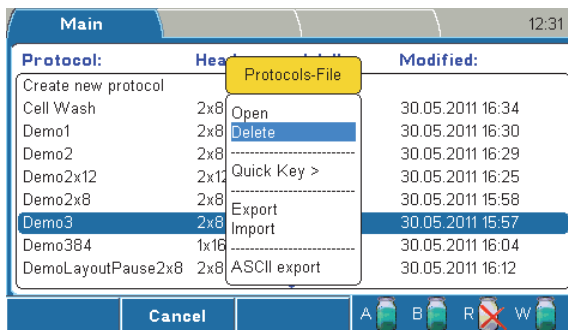 Main 12:31
Protocol: Modified:
Protocols-File
Create new protocol
Cell Wash 2x8 30.05.2011 16:34
Open
Demo1 2x8 30.05.2011 16:30
Delete
Demo2 2x8 30.05.2011 16:29
Demo2x12 2x12 30.05.2011 16:25
Quick Key >
Demo2x8 2x8 30.05.2011 15:58
Export
Demo3 2x8 30.05.2011 15:57
Import
Demo384 1x16 30.05.2011 16:04
DemoLayoutPause2x8 2x8 30.05.2011 16:12
ASCII export
Cancel A B R W